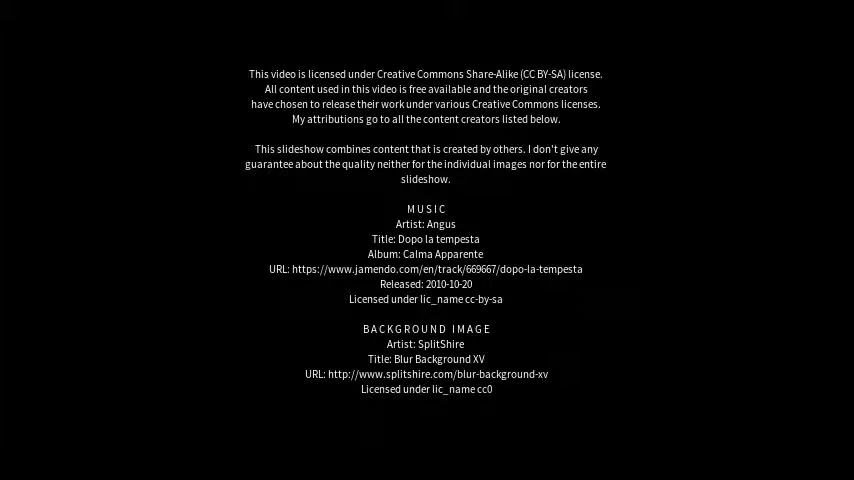 This video is licensed under Creative Commons Share-Alike (CC BY-SA) license.
All content used in this video is free available and the original creators
have chosen to release their work under various Creative Commons licenses.
My attributions go to all the content creators listed below.
This slideshow combines content that is created by others. I don't give any
guarantee about the quality neither for the individual images nor for the entire
slideshow.
MUSIC
Artist: Angus
Title: Dopo la tempesta
Album: Calma Apparente
URL: https://www.jamendo.com/en/track/669667/dopo-la-tempesta
Released: 2010-10-20
Licensed under lic_name cc-by-sa
BACKGROUND IMAGE
Artist: SplitShire
Title: Blur Background XV
URL: http://www.splitshire.com/blur-background-xv
Licensed under lic_name cc0